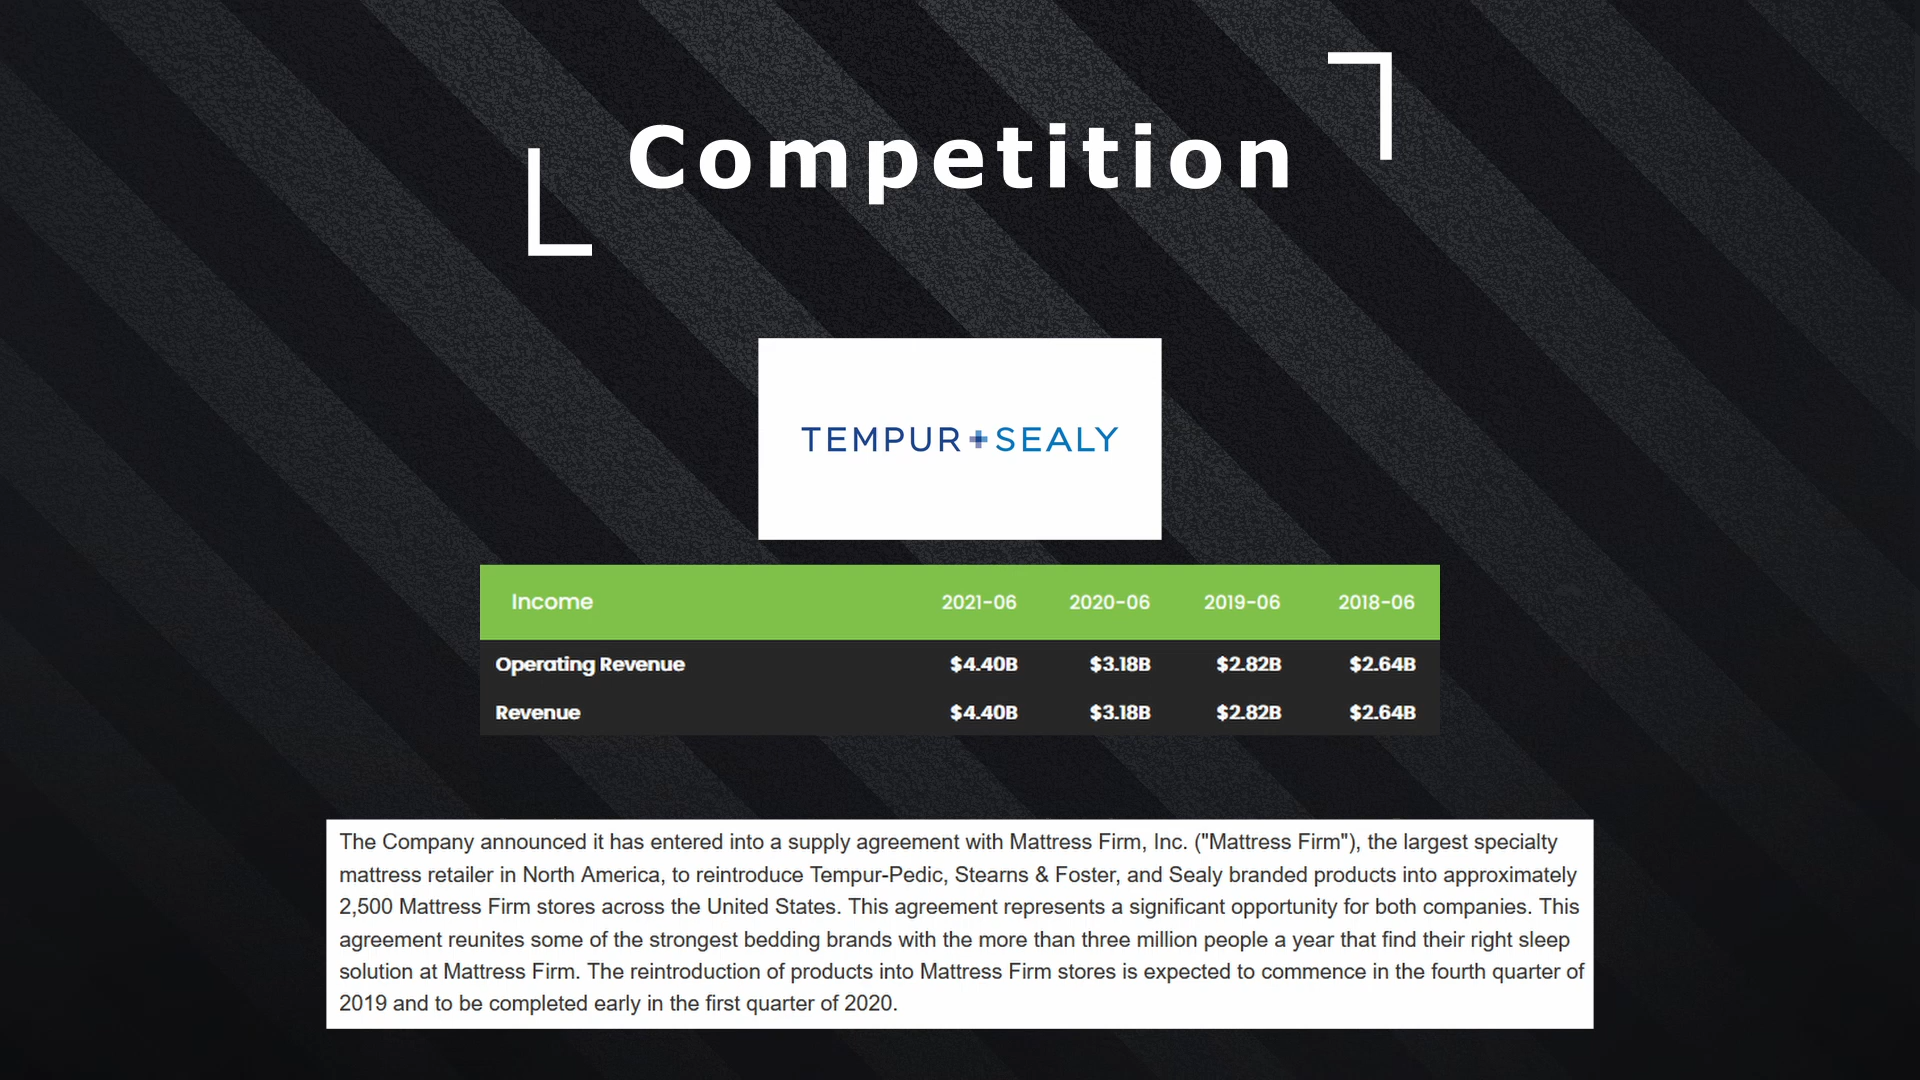 Competition
TEMPUR + SEALY
Income 2021-06 2020-06 2019-06 2018-06
Operating Revenue $4.40B $3.18B $2.82B $2.64B
Revenue $4.40B $3.18B $2.82B $2.64B
The Company announced it has entered into a supply agreement with Mattress Firm, Inc. ("Mattress Firm"), the largest specialty
mattress retailer in North America, to reintroduce Tempur-Pedic, Stearns & Foster, and Sealy branded products into approximately
2,500 Mattress Firm stores across the United States. This agreement represents a significant opportunity for both companies. This
agreement reunites some of the strongest bedding brands with the more than three million people a year that find their right sleep
solution at Mattress Firm. The reintroduction of products into Mattress Firm stores is expected to commence in the fourth quarter of
2019 and to be completed early in the first quarter of 2020.